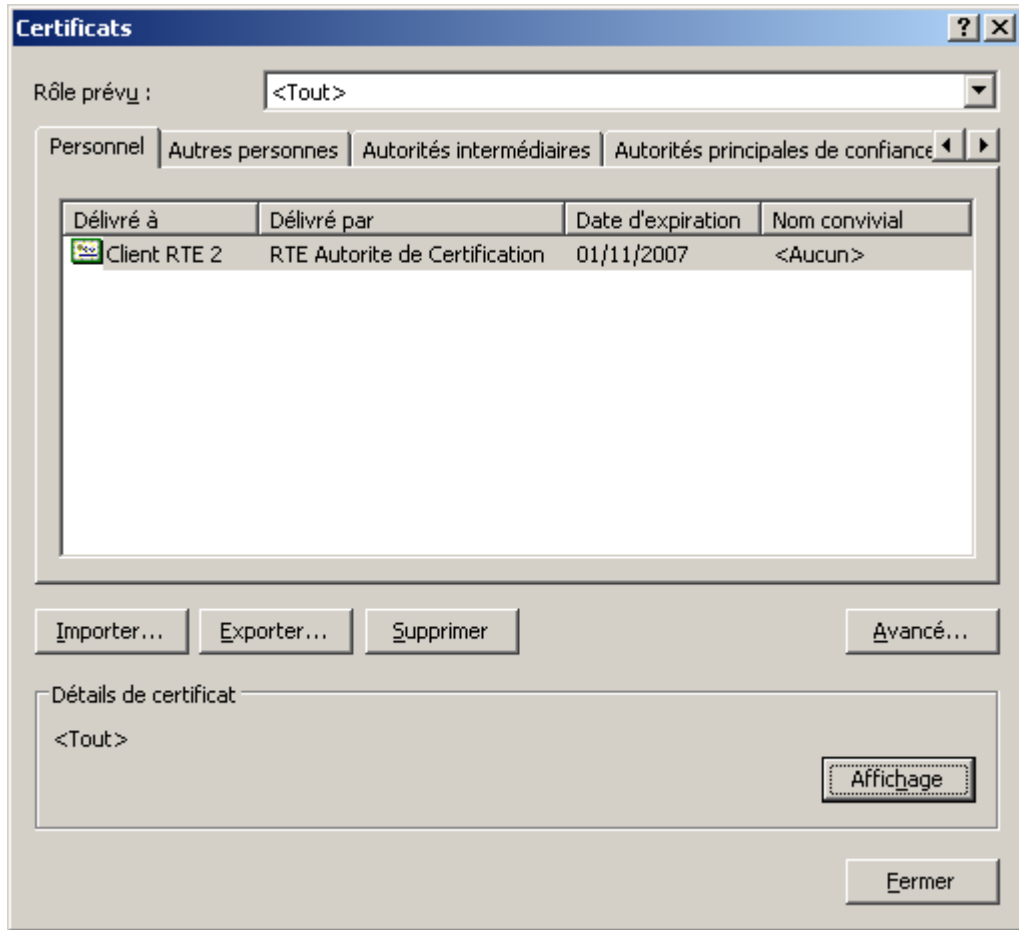 Certificats
Rôle prévu : <Tout>
Personnel Autres personnes Autorités intermédiaires Autorités principales de confiance
Délivré à Délivré par Date d'expiration Nom convivial
Client RTE 2 RTE Autorite de Certification 01/11/2007 <Aucun>
Importer... Exporter... Supprimer Avancé...
Détails de certificat
<Tout>
Affichage
Fermer